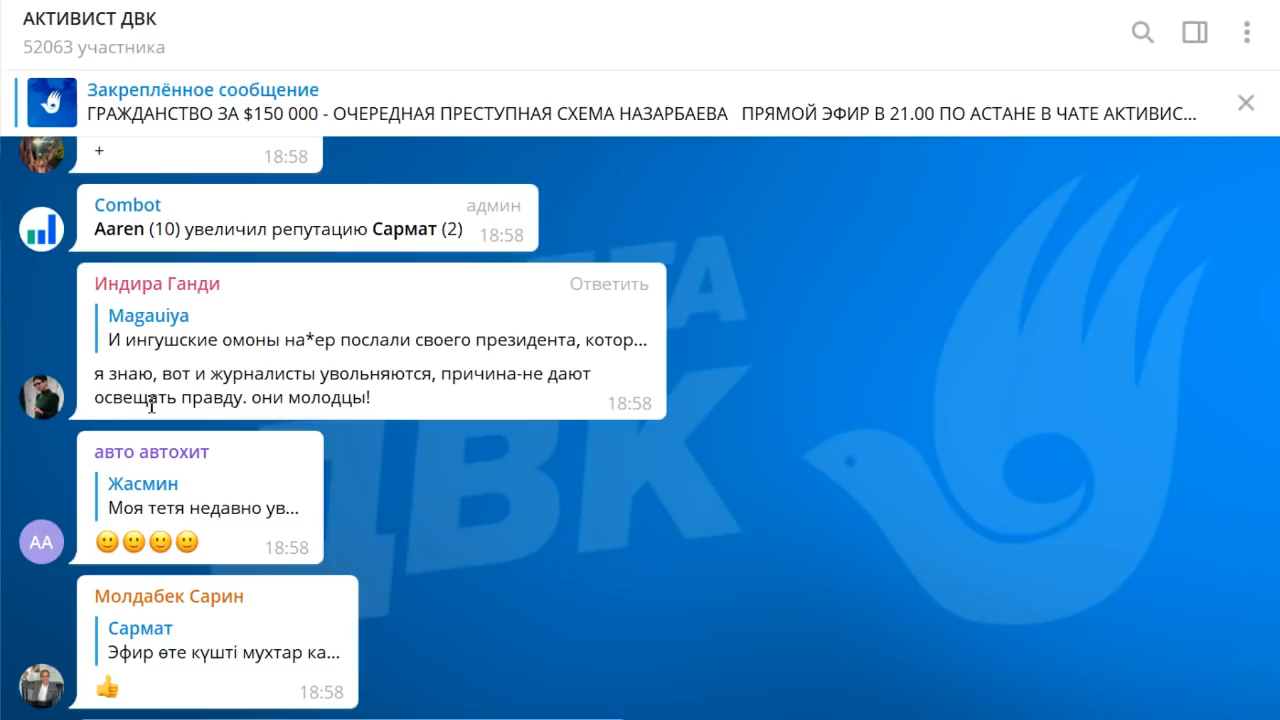 АКТИВИСТ ДВК
52063 участника
Закреплённое сообщение
ГРАЖДАНСТВО ЗА $150 000 - ОЧЕРЕДНАЯ ПРЕСТУПНАЯ СХЕМА НАЗАРБАЕВА ПРЯМОЙ ЭФИР В 21.00 ПО АСТАНЕ В ЧАТЕ АКТИВИС...
+
18:58
Combot
админ
Aaren (10) увеличил репутацию Сармат (2)
18:58
Индира Ганди
Ответить
Magauiya
И ингушские омоны на*ер послали своего президента, котор...
я знаю, вот и журналисты увольняются, причина-не дают
освещать правду. они молодцы!
18:58
авто автохит
Жасмин
Моя тетя недавно ув...
🙂🙂🙂🙂
18:58
АА
Молдабек Сарин
Сармат
Эфир өте күшті мухтар ка...
👍
18:58
ДВК